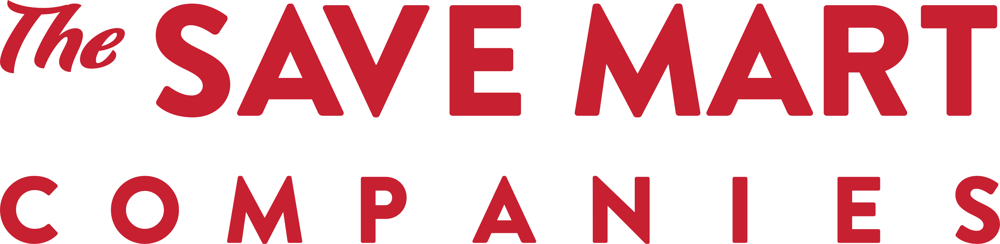 The SAVE MART
COMPANIES